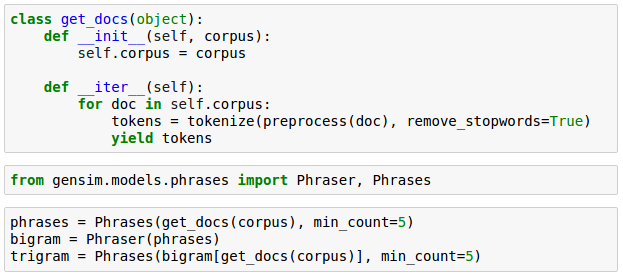 class get_docs(object):
    def __init__(self, corpus):
        self.corpus = corpus

    def __iter__(self):
        for doc in self.corpus:
            tokens = tokenize(preprocess(doc), remove_stopwords=True)
            yield tokens

from gensim.models.phrases import Phraser, Phrases

phrases = Phrases(get_docs(corpus), min_count=5)
bigram = Phraser(phrases)
trigram = Phrases(bigram[get_docs(corpus)], min_count=5)